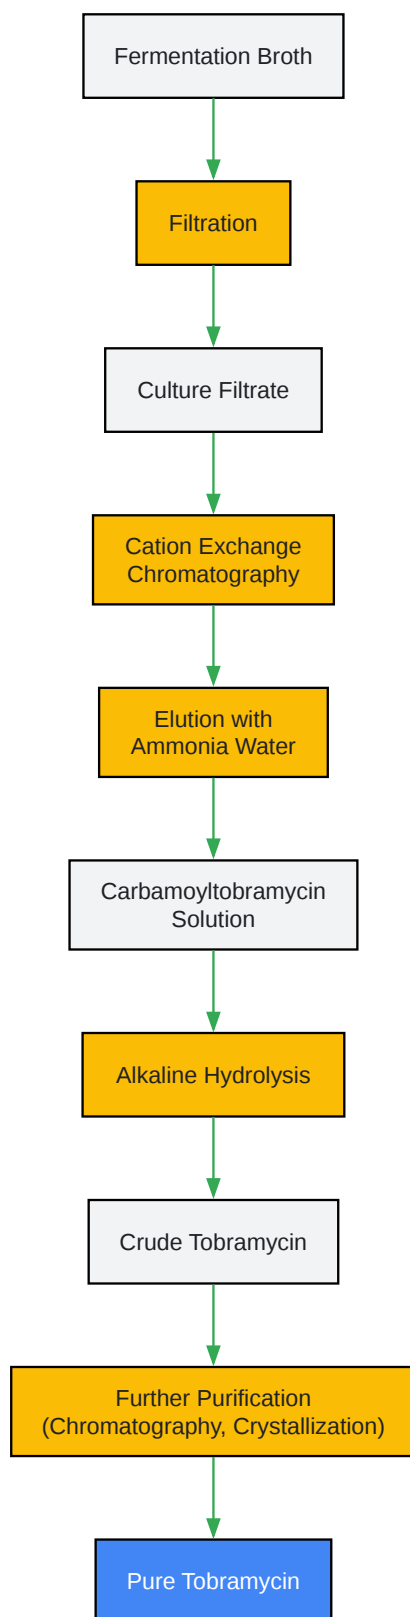 Fermentation Broth
Filtration
Culture Filtrate
Cation Exchange
Chromatography
Elution with
Ammonia Water
Carbamoyltobramycin
Solution
Alkaline Hydrolysis
Crude Tobramycin
Further Purification
(Chromatography, Crystallization)
Pure Tobramycin